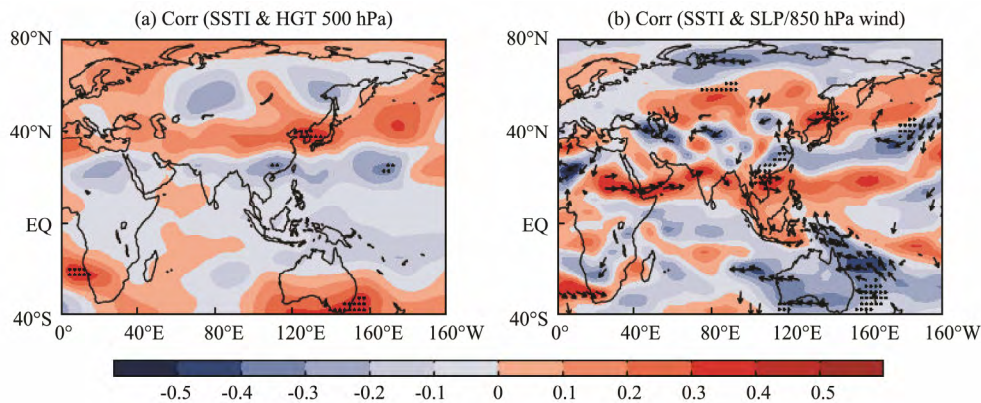 (a) Corr (SSTI & HGT 500 hPa)
(b) Corr (SSTI & SLP/850 hPa wind)
80°N
40°N
EQ
40°S
0°
40°E
80°E
120°E
160°E
160°W
80°N
40°N
EQ
40°S
0°
40°E
80°E
120°E
160°E
160°W
-0.5
-0.4
-0.3
-0.2
-0.1
0
0.1
0.2
0.3
0.4
0.5